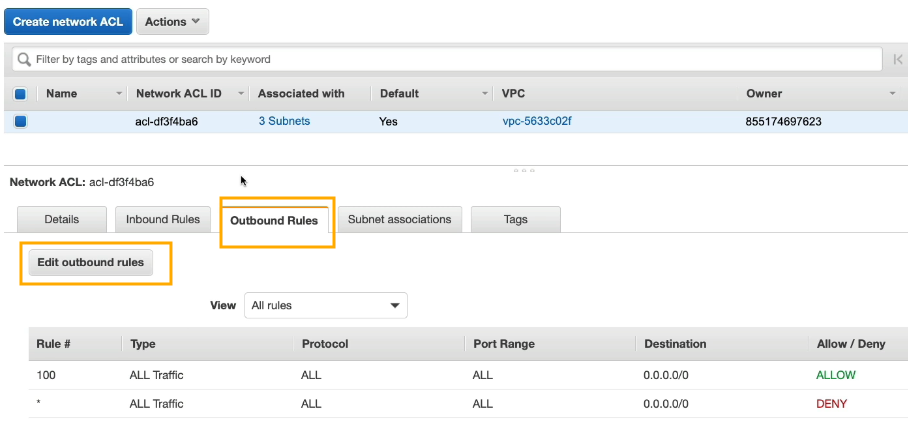 Create network ACL Actions
Filter by tags and attributes or search by keyword
Name Network ACL ID Associated with Default VPC Owner
acl-df3f4ba6 3 Subnets Yes vpc-5633c02f 855174697623
Network ACL: acl-df3f4ba6
Details Inbound Rules Outbound Rules Subnet associations Tags
Edit outbound rules
View All rules
Rule # Type Protocol Port Range Destination Allow / Deny
100 ALL Traffic ALL ALL 0.0.0.0/0 ALLOW
* ALL Traffic ALL ALL 0.0.0.0/0 DENY